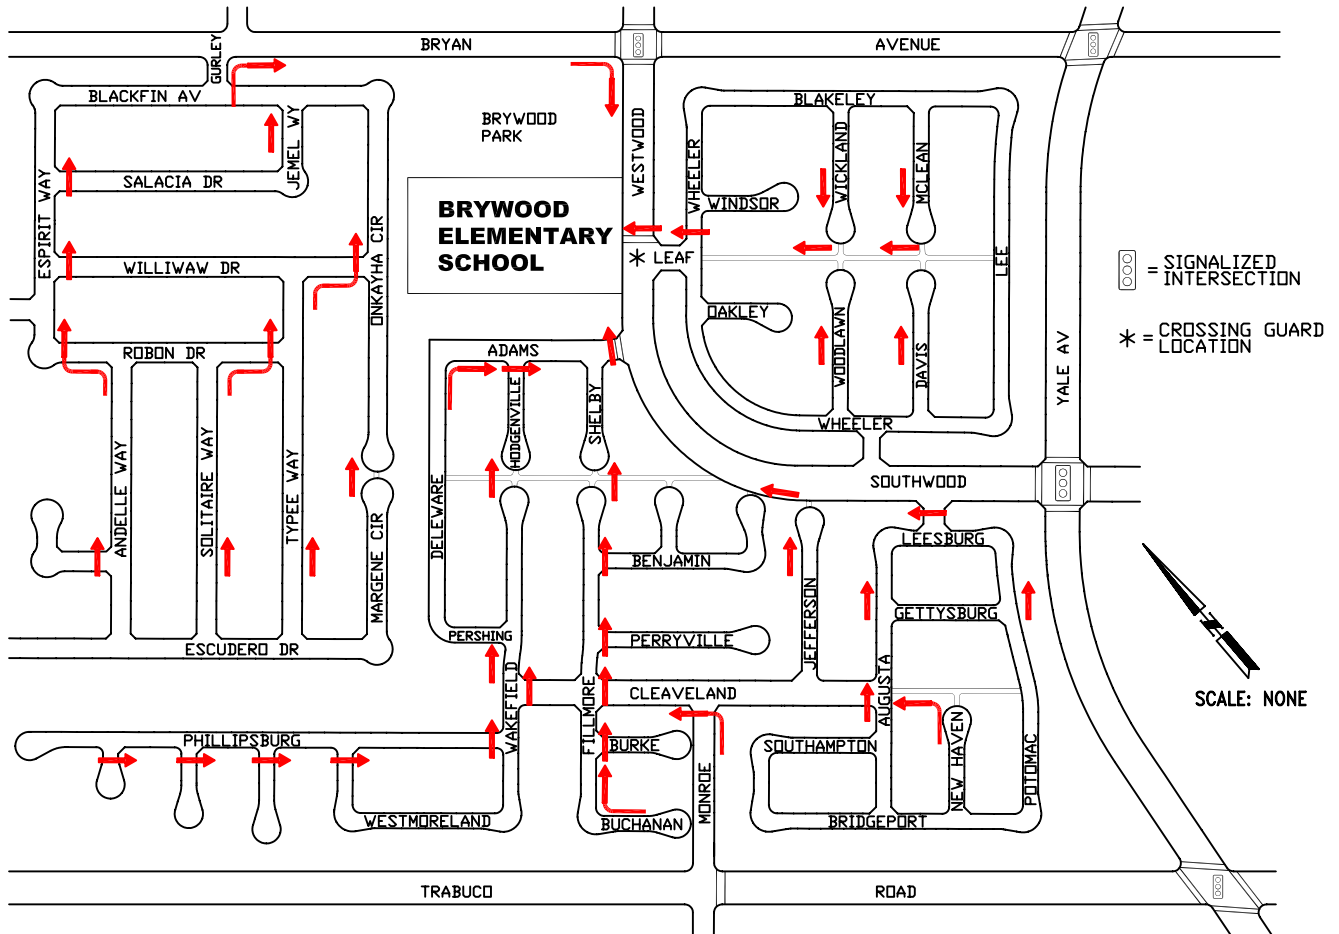 GURLEY
BRYAN
AVENUE
BLACKFIN AV
JEMEL WY
BRYWOOD
PARK
WESTWOOD
BLAKELEY
WHEELER
WICKLAND
MCLEAN
WINDSOR
ESPIRIT WAY
SALACIA DR
BRYWOOD
ELEMENTARY
SCHOOL
LEAF
LEE
WILLIWAW DR
ONKAYHA CIR
= SIGNALIZED
INTERSECTION
OAKLEY
WOODLAWN
DAVIS
* = CROSSING GUARD
LOCATION
YALE AV
ROBON DR
ADAMS
HODGENVILLE
SHELBY
WHEELER
ANDELLE WAY
SOLITAIRE WAY
TYPEE WAY
MARGENE CIR
DELEWARE
SOUTHWOOD
LEESBURG
BENJAMIN
JEFFERSON
GETTYSBURG
ESCUDERO DR
PERSHING
PERRYVILLE
WAKEFIELD
FILLMORE
CLEAVELAND
AUGUSTA
N
SCALE: NONE
PHILLIPSBURG
BURKE
SOUTHAMPTON
NEW HAVEN
POTOMAC
MONROE
WESTMORELAND
BUCHANAN
BRIDGEPORT
TRABUCO
ROAD